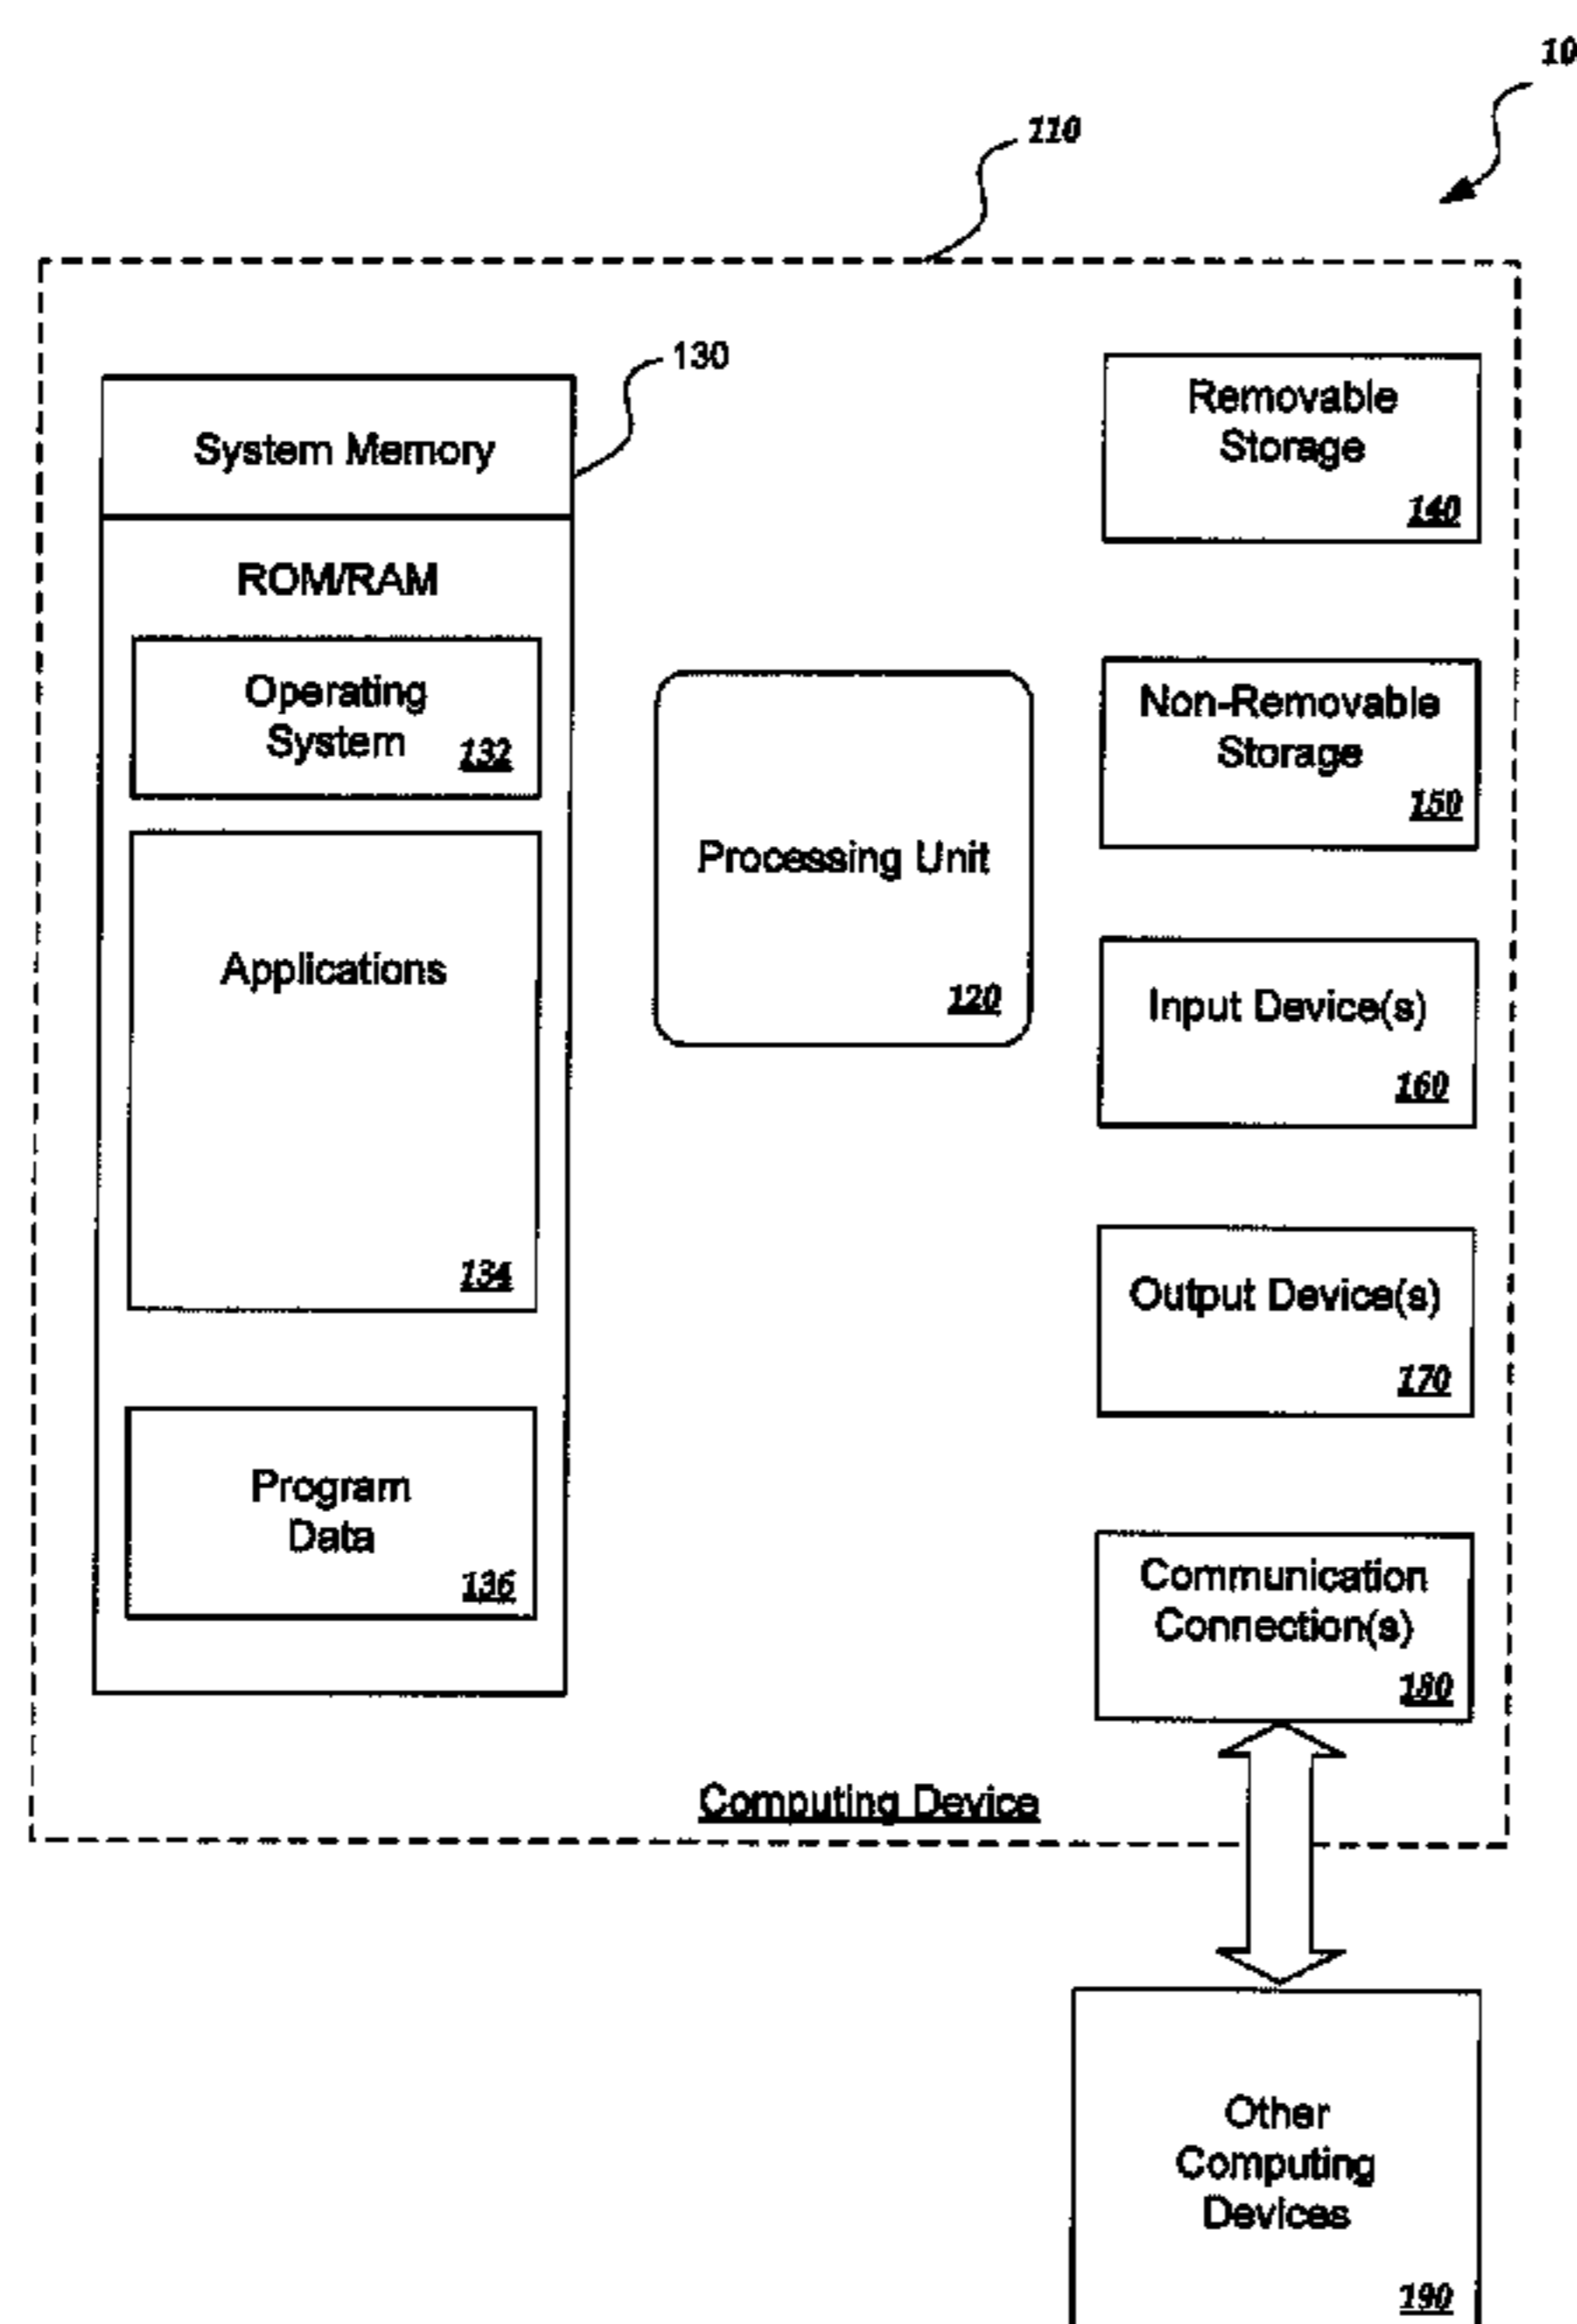 10
110
130
System Memory
ROM/RAM
Operating
System
132
Applications
134
Program
Data
136
Processing Unit
120
Removable
Storage
140
Non-Removable
Storage
150
Input Device(s)
160
Output Device(s)
170
Communication
Connection(s)
180
Computing Device
Other
Computing
Devices
190